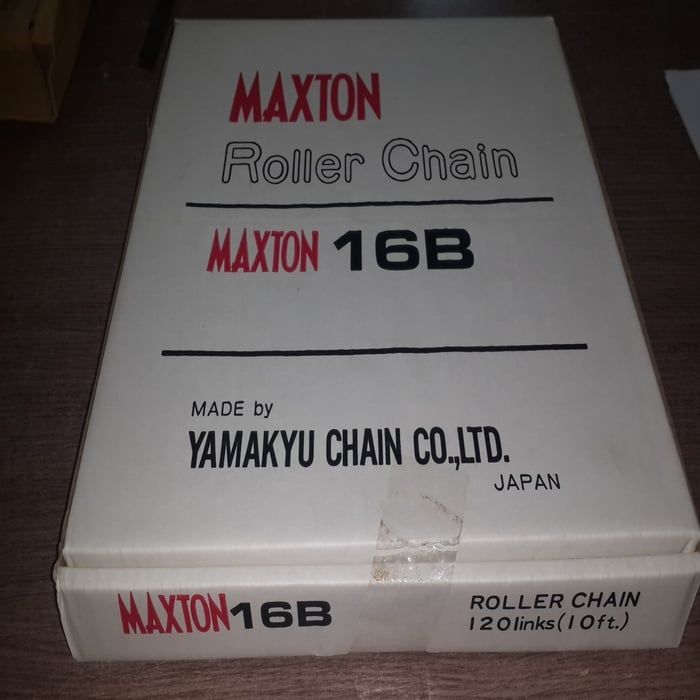 MAXTON
Roller Chain
MAXTON 16B
MADE by
YAMAKYU CHAIN CO.,LTD.
JAPAN
MAXTON 16B
ROLLER CHAIN
120links(10ft.)